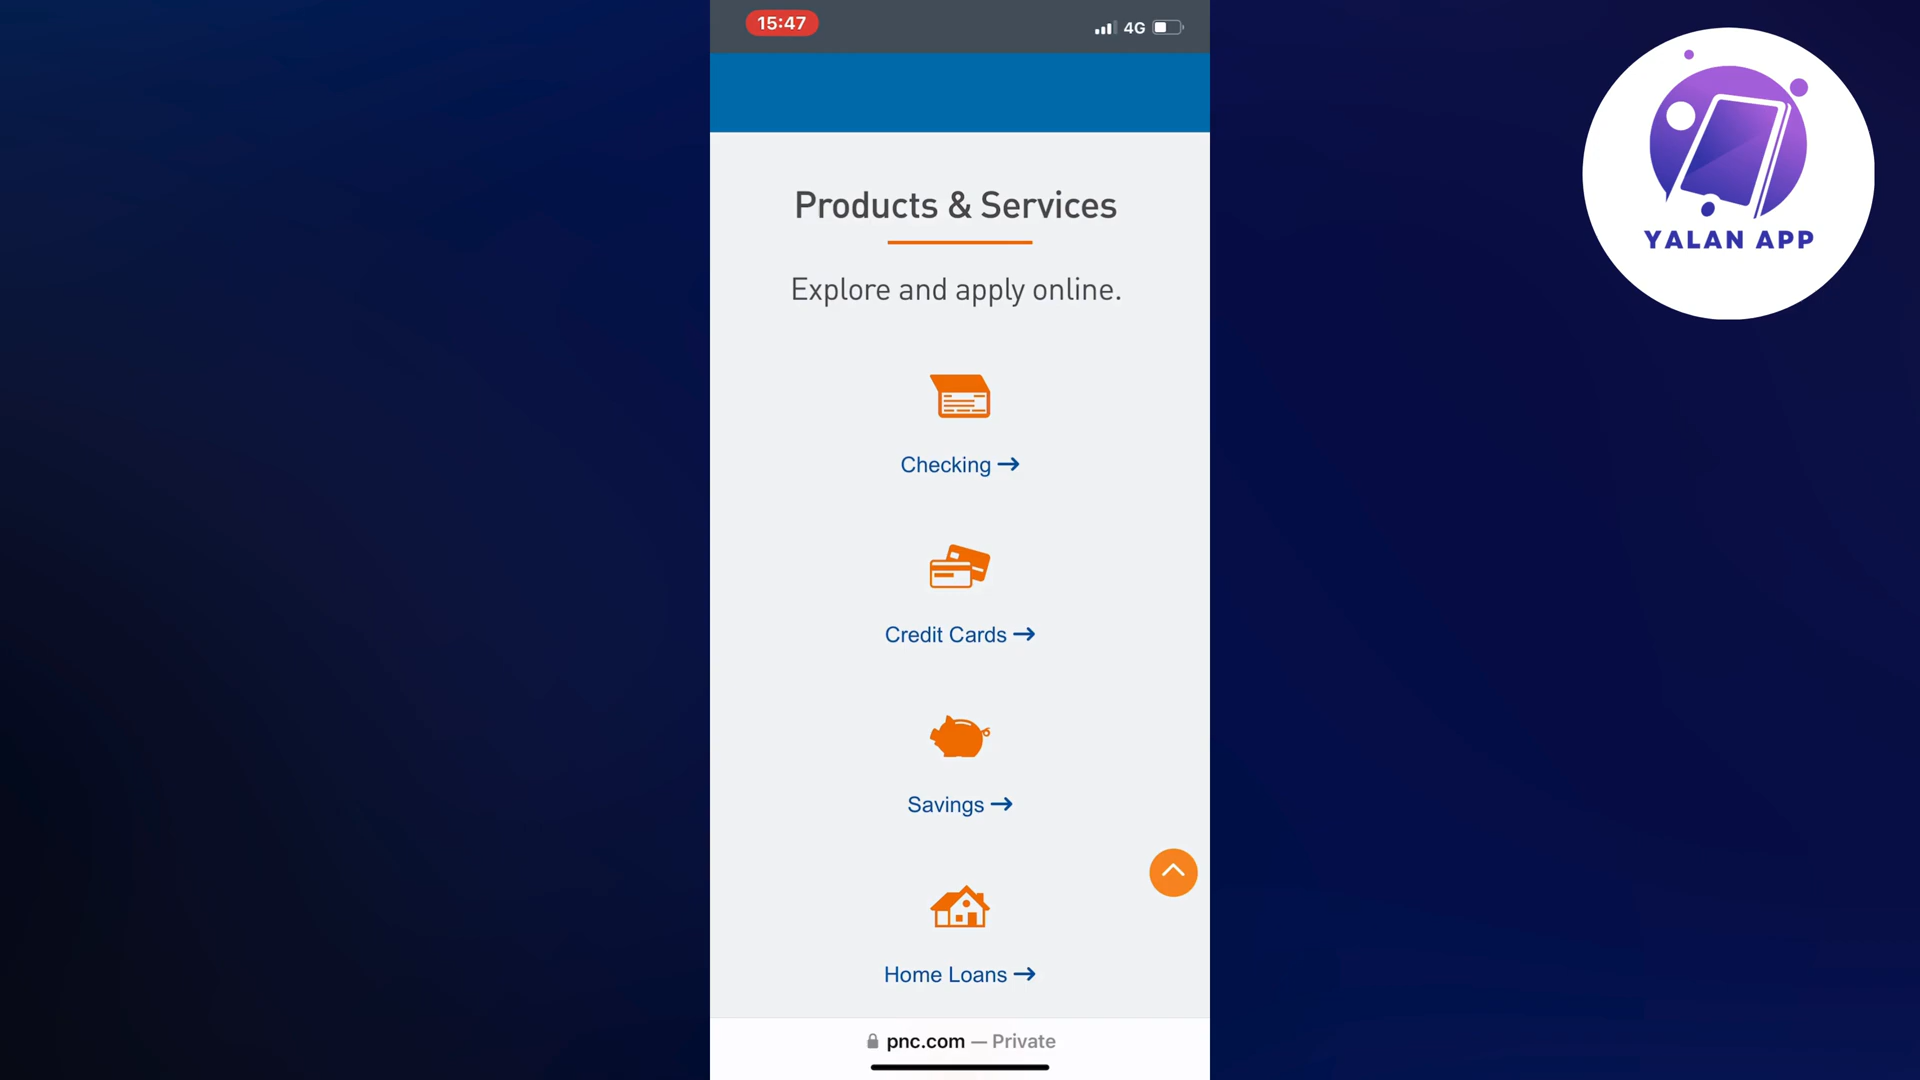 15:47
4G
YALAN APP
Products & Services
Explore and apply online.
Checking →
Credit Cards →
Savings →
Home Loans →
pnc.com — Private